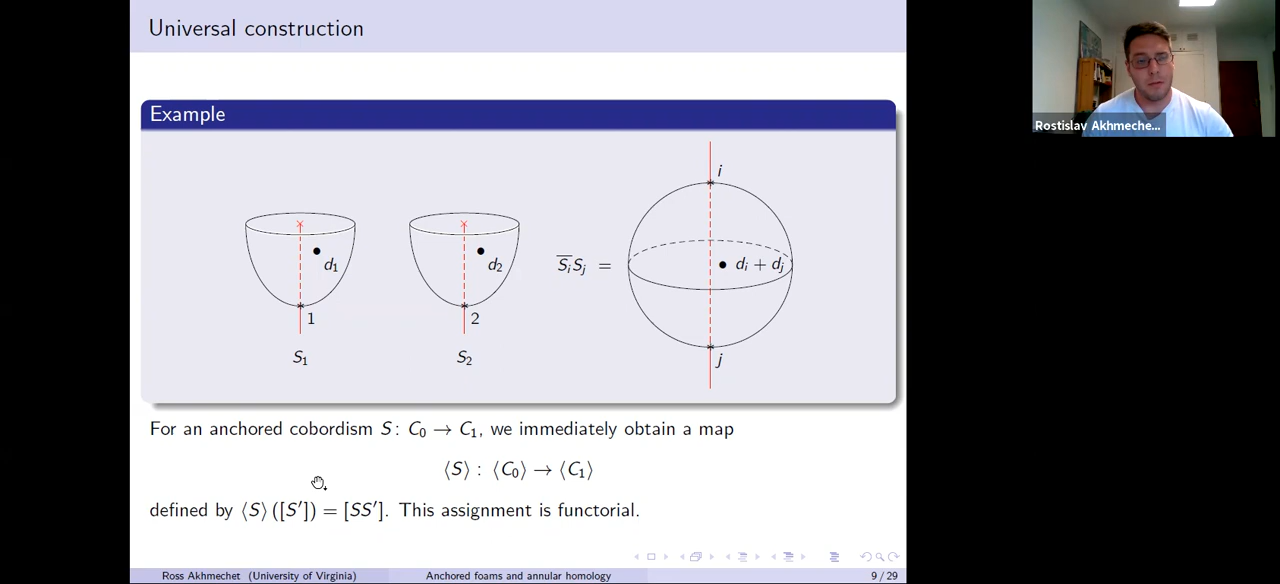 Universal construction
Rostislav Akhmeche...
Example
i
d₁
d₂
S̅ᵢSⱼ =
dᵢ + dⱼ
1
2
S₁
S₂
j
For an anchored cobordism S: C₀ → C₁, we immediately obtain a map
⟨S⟩ : ⟨C₀⟩ → ⟨C₁⟩
defined by ⟨S⟩ ([S′]) = [SS′]. This assignment is functorial.
Ross Akhmechet (University of Virginia) Anchored foams and annular homology 9 / 29